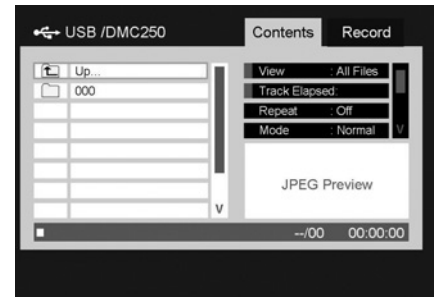 USB /DMC250
Contents Record
Up...
000
View : All Files
Track Elapsed:
Repeat : Off
Mode : Normal
V
V
JPEG Preview
--/00 00:00:00